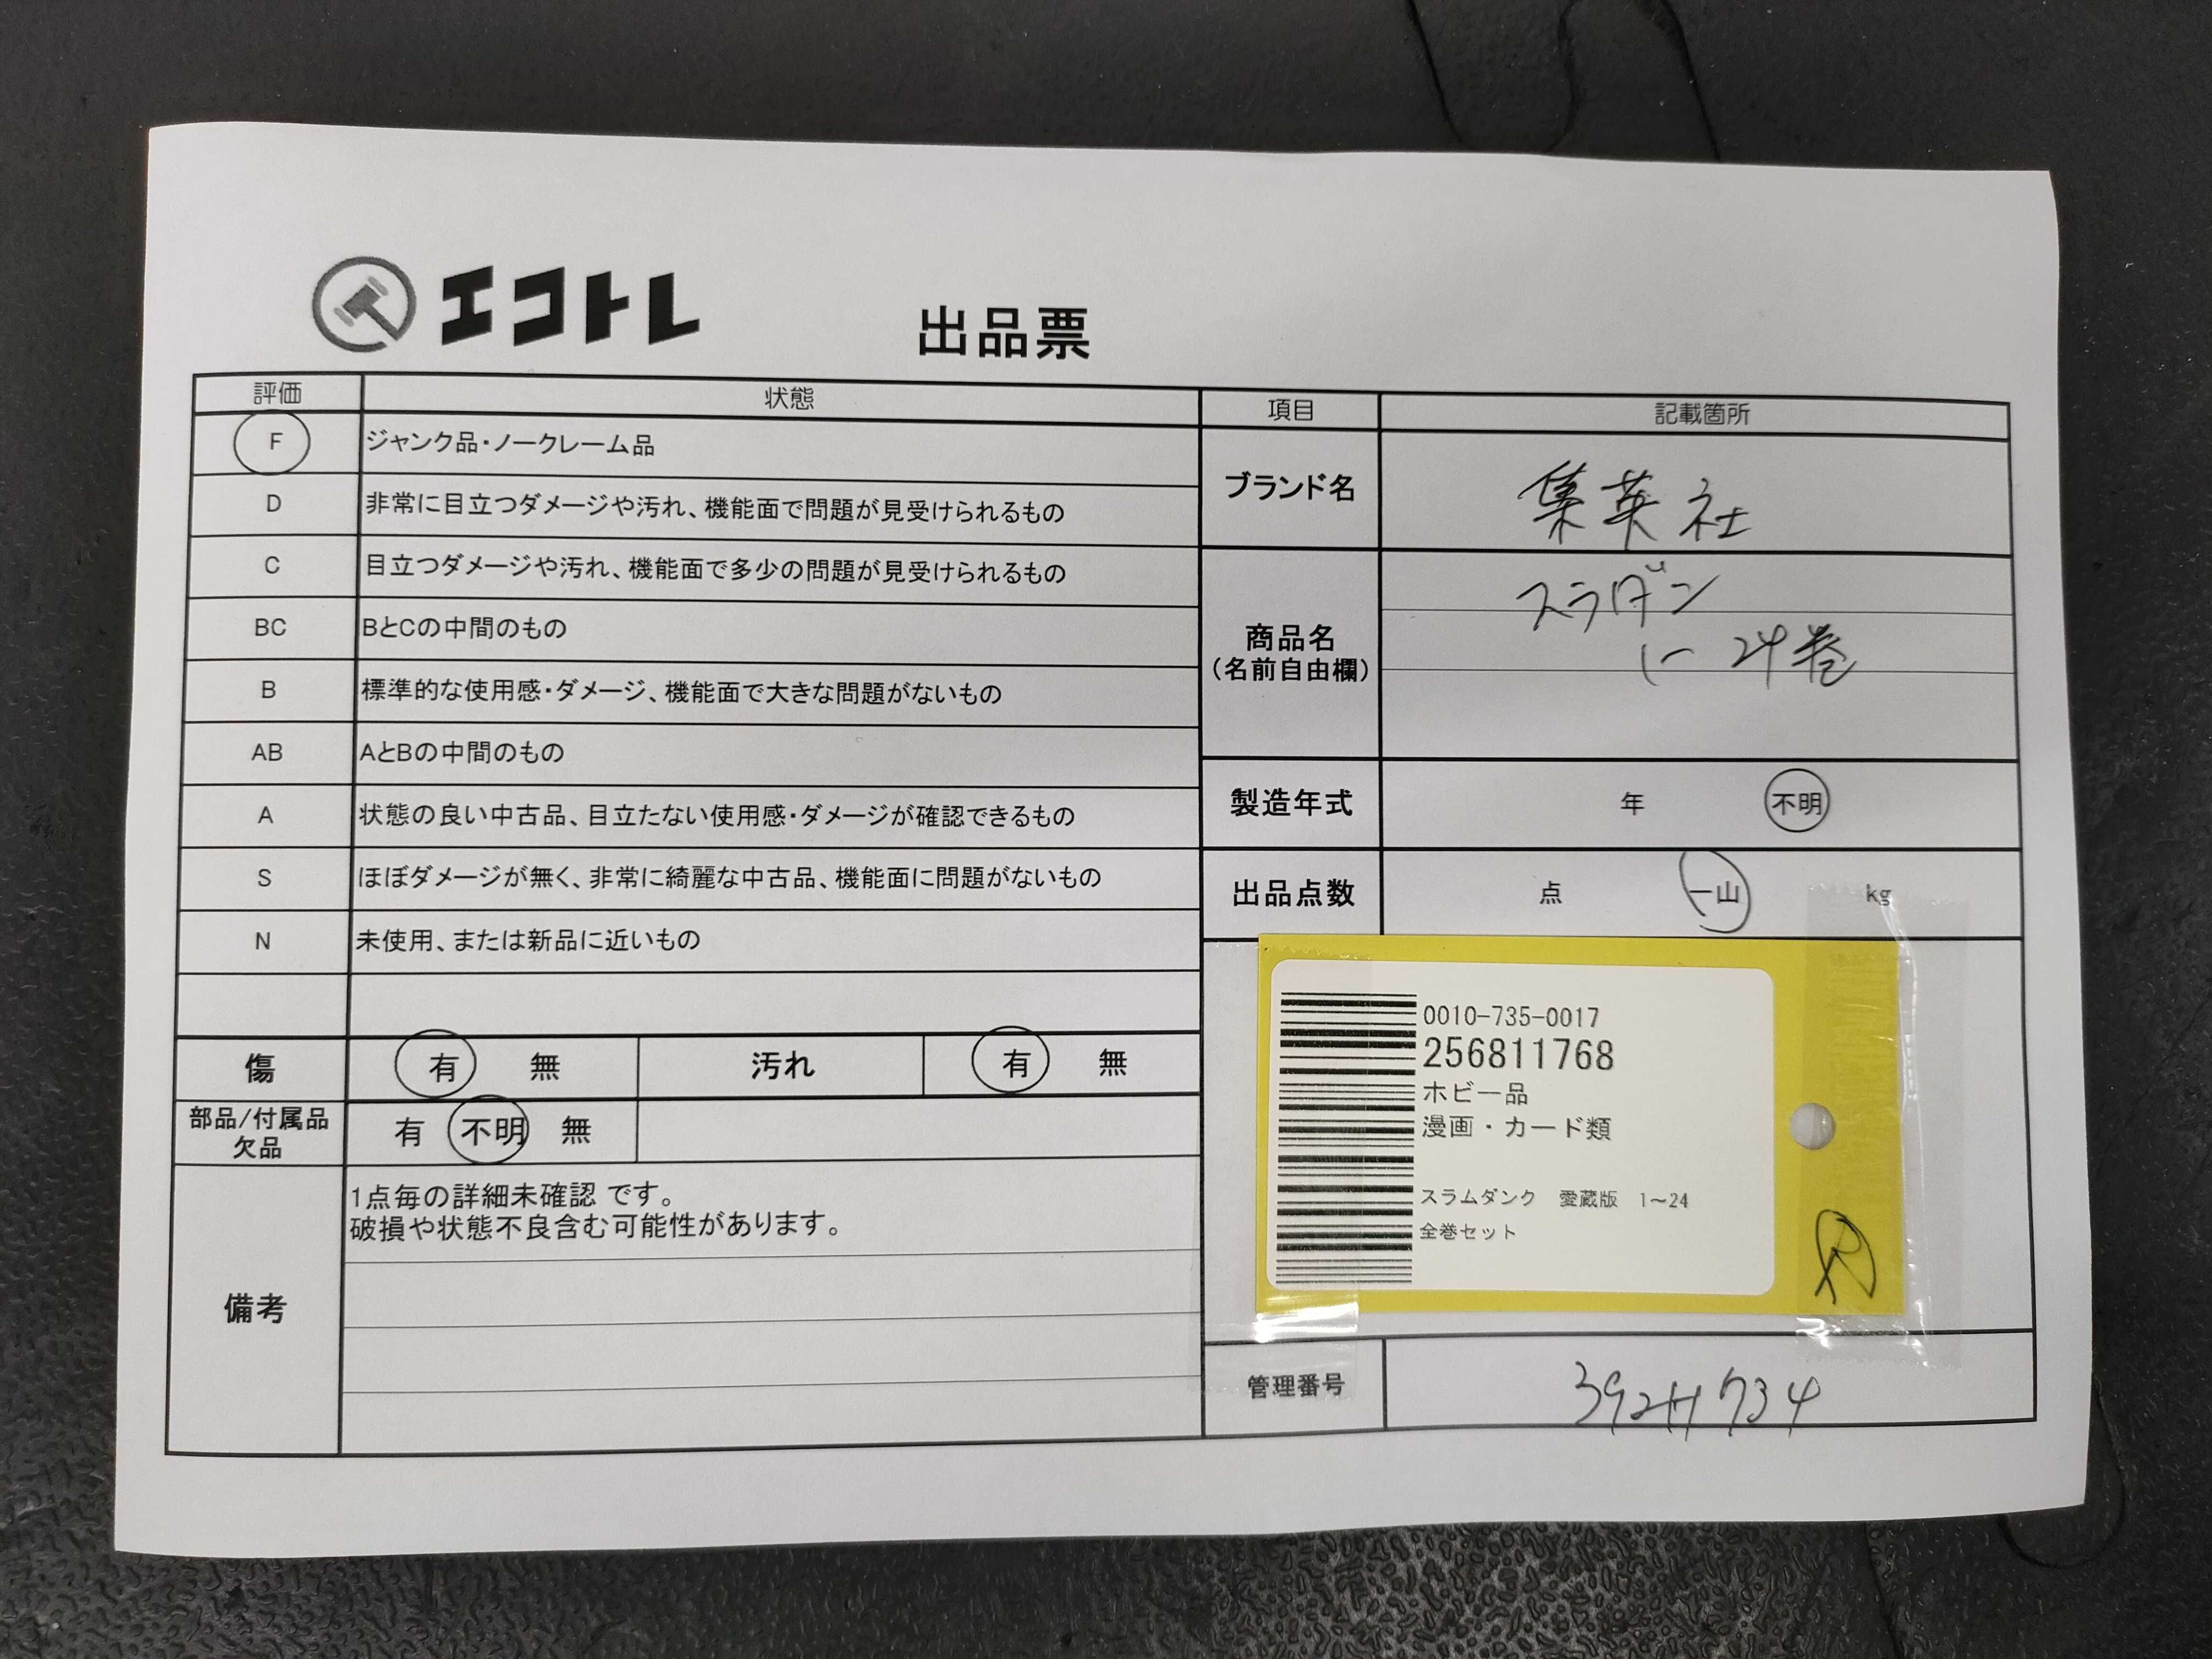 エコトレ
出品票
評価 状態
F ジャンク品・ノークレーム品
D 非常に目立つダメージや汚れ、機能面で問題が見受けられるもの
C 目立つダメージや汚れ、機能面で多少の問題が見受けられるもの
BC BとCの中間のもの
B 標準的な使用感・ダメージ、機能面で大きな問題がないもの
AB AとBの中間のもの
A 状態の良い中古品、目立たない使用感・ダメージが確認できるもの
S ほぼダメージが無く、非常に綺麗な中古品、機能面に問題がないもの
N 未使用、または新品に近いもの
傷 有 無 汚れ 有 無
部品/付属品
欠品
有 不明 無
備考
1点毎の詳細未確認 です。
破損や状態不良含む可能性があります。
項目 記載箇所
ブランド名 集英社
商品名
(名前自由欄)
スラダン
1-24巻
製造年式 年 不明
出品点数 点 一山 kg
0010-735-0017
256811768
ホビー品
漫画・カード類
スラムダンク 愛蔵版 1~24
全巻セット
管理番号